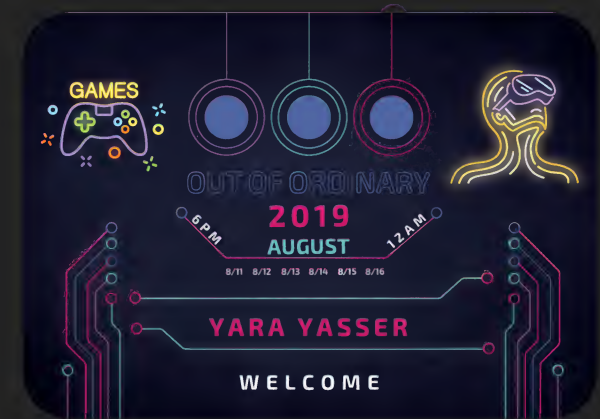 GAMES
OUT OF ORDINARY
2019
6PM
12AM
AUGUST
8/11 8/12 8/13 8/14 8/15 8/16
YARA YASSER
WELCOME